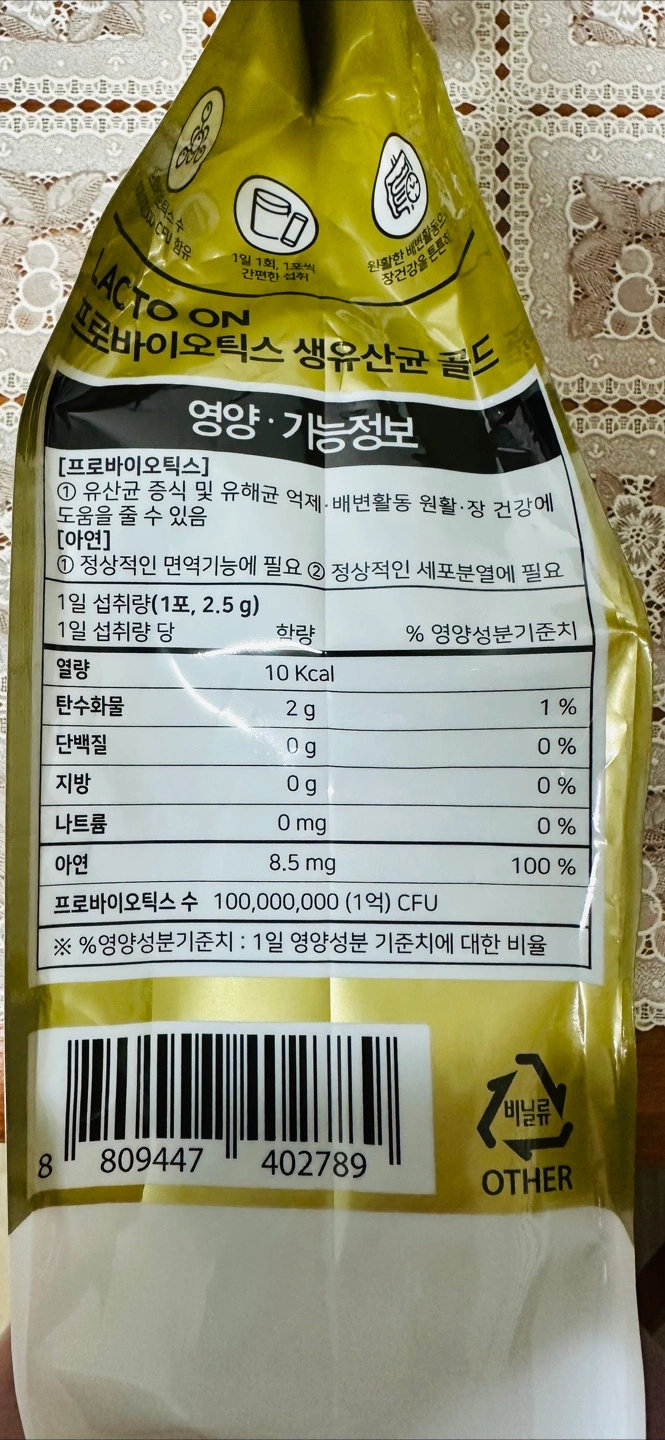 CFU 함유
1일 1회, 1포씩
간편한 섭취
원활한 배변활동으로
장건강을 튼튼히
LACTO ON
프로바이오틱스 생유산균 골드
영양·기능정보
[프로바이오틱스]
① 유산균 증식 및 유해균 억제·배변활동 원활·장 건강에
도움을 줄 수 있음
[아연]
① 정상적인 면역기능에 필요 ② 정상적인 세포분열에 필요
1일 섭취량(1포, 2.5 g)
1일 섭취량 당 함량 % 영양성분기준치
열량 10 Kcal
탄수화물 2 g 1 %
단백질 0 g 0 %
지방 0 g 0 %
나트륨 0 mg 0 %
아연 8.5 mg 100 %
프로바이오틱스 수 100,000,000 (1억) CFU
※ %영양성분기준치 : 1일 영양성분 기준치에 대한 비율
8 809447 402789
비닐류
OTHER